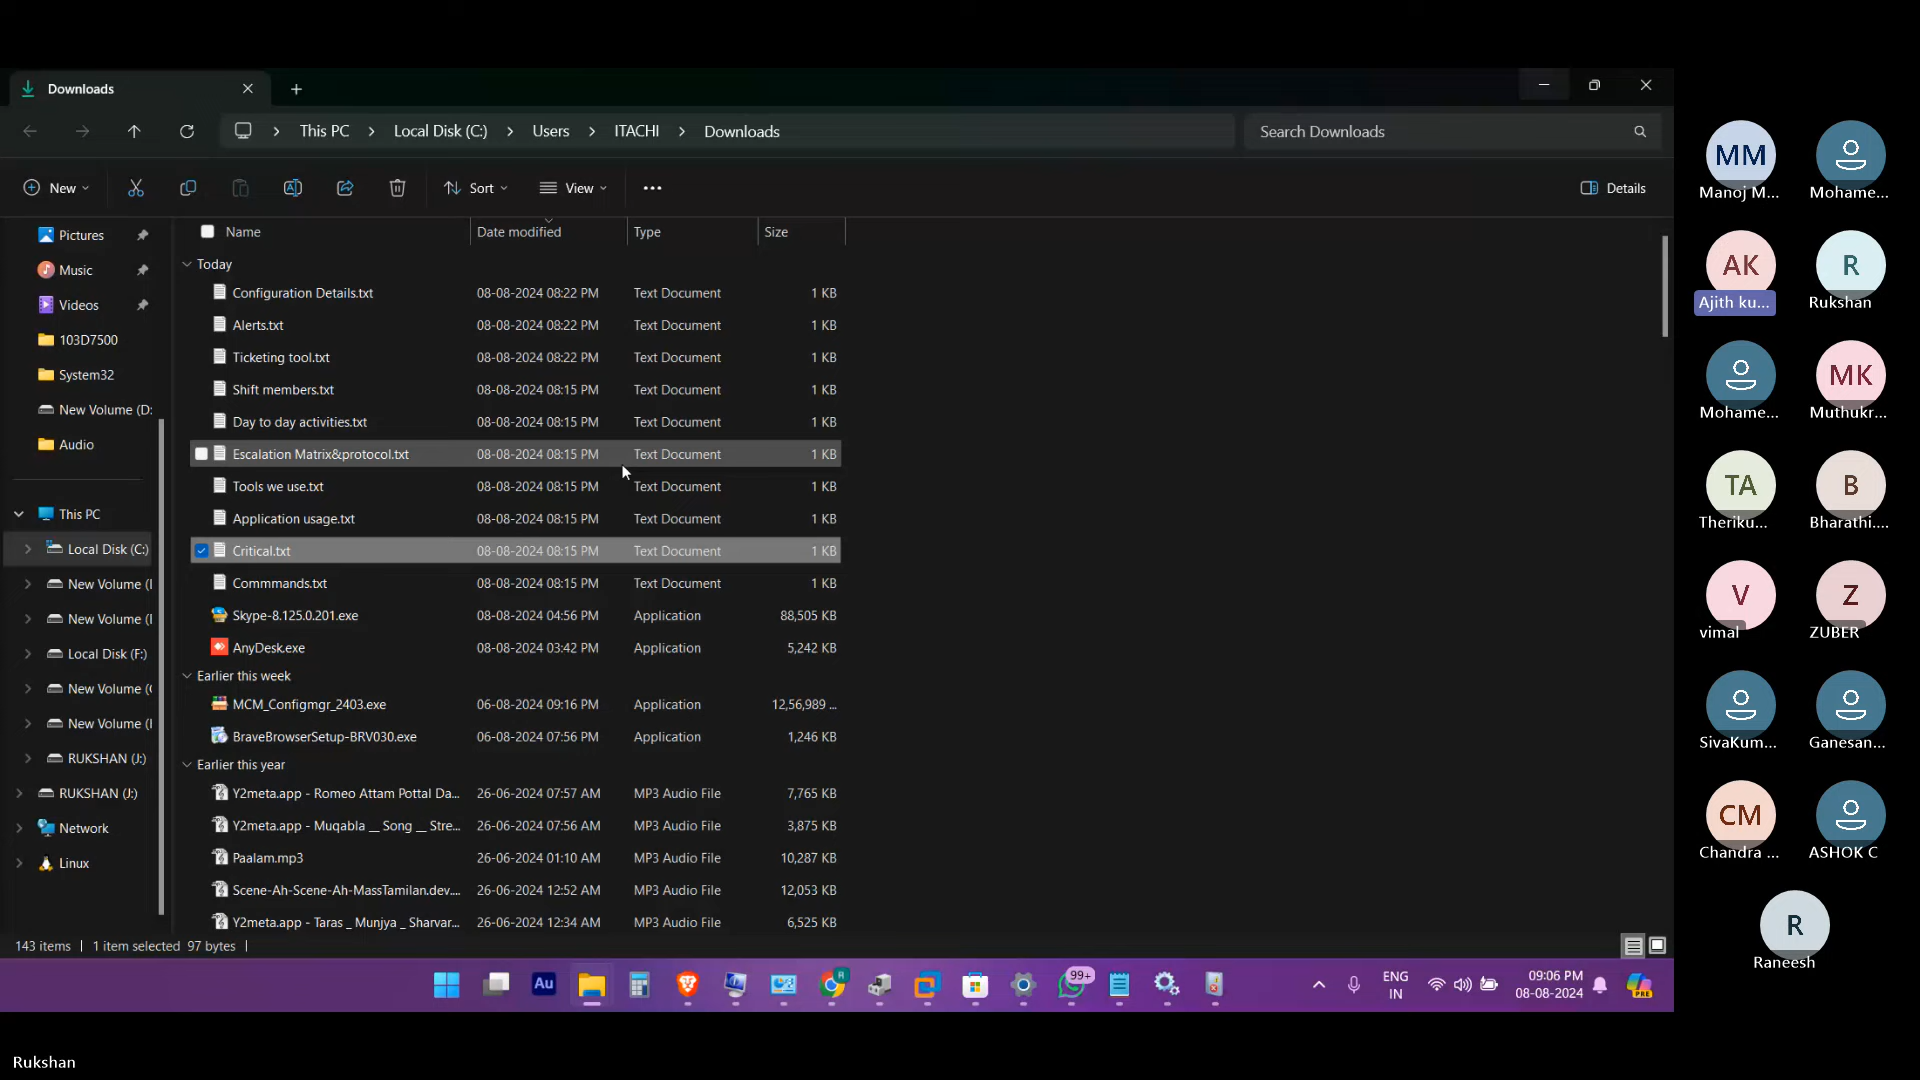 Downloads
This PC
Local Disk (C:)
Users
ITACHI
Downloads
Search Downloads
New
Sort
View
Details
Pictures
Music
Videos
103D7500
System32
New Volume (D:
Audio
This PC
Local Disk (C:)
New Volume (I
New Volume (I
Local Disk (F:)
New Volume (
New Volume (I
RUKSHAN (J:)
RUKSHAN (J:)
Network
Linux
Name Date modified Type Size
Today
Configuration Details.txt 08-08-2024 08:22 PM Text Document 1 KB
Alerts.txt 08-08-2024 08:22 PM Text Document 1 KB
Ticketing tool.txt 08-08-2024 08:22 PM Text Document 1 KB
Shift members.txt 08-08-2024 08:15 PM Text Document 1 KB
Day to day activities.txt 08-08-2024 08:15 PM Text Document 1 KB
Escalation Matrix&protocol.txt 08-08-2024 08:15 PM Text Document 1 KB
Tools we use.txt 08-08-2024 08:15 PM Text Document 1 KB
Application usage.txt 08-08-2024 08:15 PM Text Document 1 KB
Critical.txt 08-08-2024 08:15 PM Text Document 1 KB
Commmands.txt 08-08-2024 08:15 PM Text Document 1 KB
Skype-8.125.0.201.exe 08-08-2024 04:56 PM Application 88,505 KB
AnyDesk.exe 08-08-2024 03:42 PM Application 5,242 KB
Earlier this week
MCM_Configmgr_2403.exe 06-08-2024 09:16 PM Application 12,56,989 ...
BraveBrowserSetup-BRV030.exe 06-08-2024 07:56 PM Application 1,246 KB
Earlier this year
Y2meta.app - Romeo Attam Pottal Da... 26-06-2024 07:57 AM MP3 Audio File 7,765 KB
Y2meta.app - Muqabla __ Song __ Stre... 26-06-2024 07:56 AM MP3 Audio File 3,875 KB
Paalam.mp3 26-06-2024 01:10 AM MP3 Audio File 10,287 KB
Scene-Ah-Scene-Ah-MassTamilan.dev.... 26-06-2024 12:52 AM MP3 Audio File 12,053 KB
Y2meta.app - Taras _ Munjya _ Sharvar... 26-06-2024 12:34 AM MP3 Audio File 6,525 KB
143 items 1 item selected 97 bytes
Au
R
99+
ENG
IN
09:06 PM
08-08-2024
PRE
MM
Manoj M...
Mohame...
AK
Ajith ku...
R
Rukshan
Mohame...
MK
Muthukr...
TA
Theriku...
B
Bharathi....
V
vimal
Z
ZUBER
SivaKum...
Ganesan...
CM
Chandra ...
ASHOK C
R
Raneesh
Rukshan